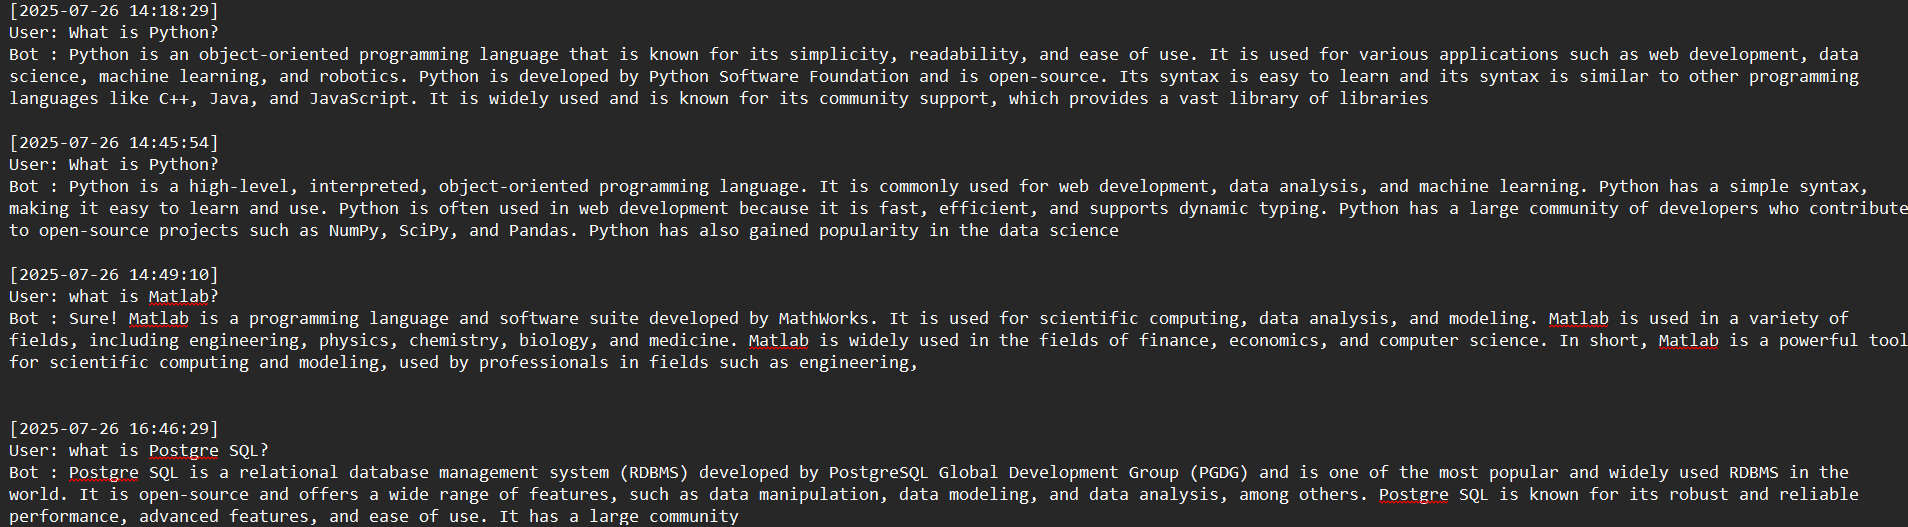 [2025-07-26 14:18:29]
User: What is Python?
Bot : Python is an object-oriented programming language that is known for its simplicity, readability, and ease of use. It is used for various applications such as web development, data
science, machine learning, and robotics. Python is developed by Python Software Foundation and is open-source. Its syntax is easy to learn and its syntax is similar to other programming
languages like C++, Java, and JavaScript. It is widely used and is known for its community support, which provides a vast library of libraries
[2025-07-26 14:45:54]
User: What is Python?
Bot : Python is a high-level, interpreted, object-oriented programming language. It is commonly used for web development, data analysis, and machine learning. Python has a simple syntax,
making it easy to learn and use. Python is often used in web development because it is fast, efficient, and supports dynamic typing. Python has a large community of developers who contribute
to open-source projects such as NumPy, SciPy, and Pandas. Python has also gained popularity in the data science
[2025-07-26 14:49:10]
User: what is Matlab?
Bot : Sure! Matlab is a programming language and software suite developed by MathWorks. It is used for scientific computing, data analysis, and modeling. Matlab is used in a variety of
fields, including engineering, physics, chemistry, biology, and medicine. Matlab is widely used in the fields of finance, economics, and computer science. In short, Matlab is a powerful tool
for scientific computing and modeling, used by professionals in fields such as engineering,
[2025-07-26 16:46:29]
User: what is Postgre SQL?
Bot : Postgre SQL is a relational database management system (RDBMS) developed by PostgreSQL Global Development Group (PGDG) and is one of the most popular and widely used RDBMS in the
world. It is open-source and offers a wide range of features, such as data manipulation, data modeling, and data analysis, among others. Postgre SQL is known for its robust and reliable
performance, advanced features, and ease of use. It has a large community